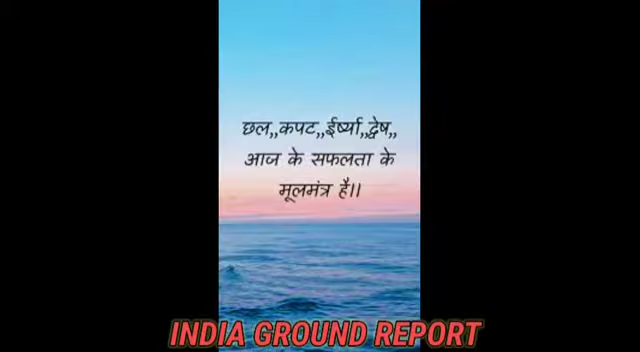 छल,,कपट,,ईर्ष्या,,द्वेष,,
आज के सफलता के
मूलमंत्र है।।
INDIA GROUND REPORT